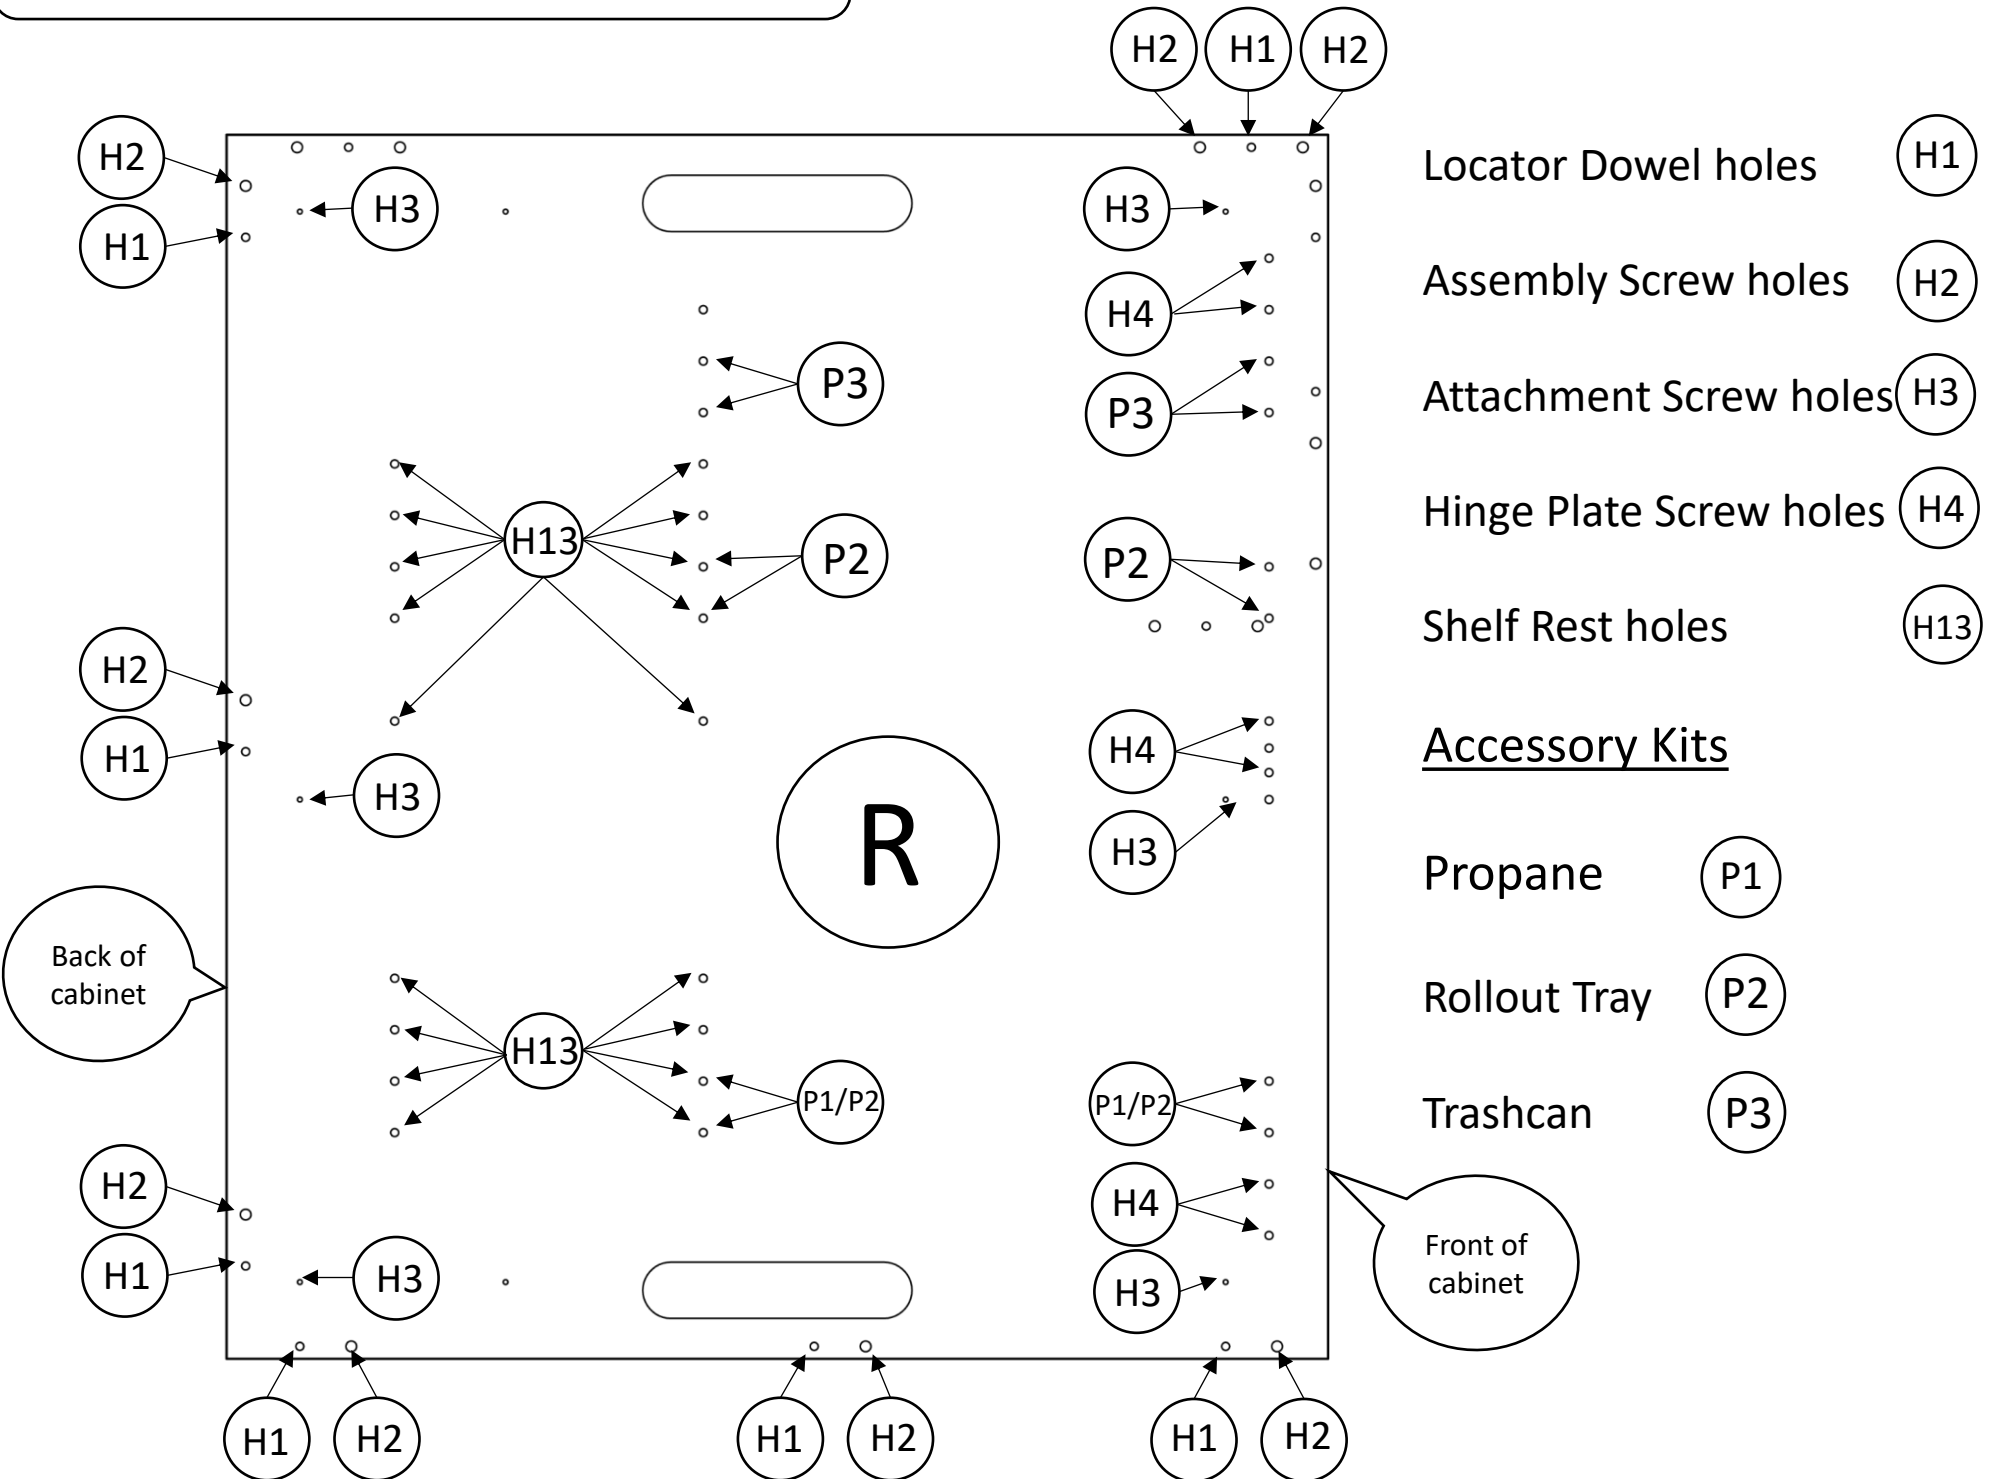 H2 H1 H2
H2
Locator Dowel holes H1
H3
H3
H1
Assembly Screw holes H2
H4
P3
P3
Attachment Screw holes H3
H13
P2
P2
Hinge Plate Screw holes H4
Shelf Rest holes H13
H2
H1
H4
Accessory Kits
H3
R
H3
Propane P1
Back of
cabinet
Rollout Tray P2
H13
P1/P2
P1/P2
Trashcan P3
H2
H4
H1
H3
H3
Front of
cabinet
H1 H2 H1 H2 H1 H2